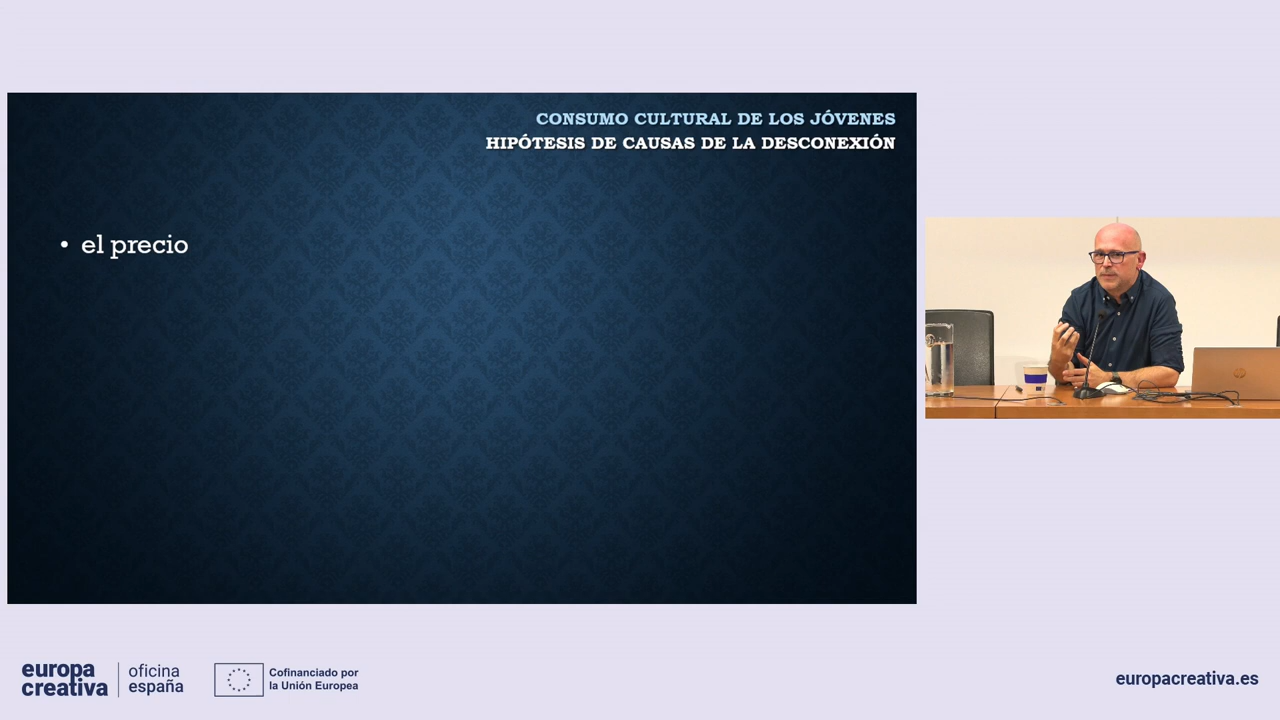 CONSUMO CULTURAL DE LOS JÓVENES
HIPÓTESIS DE CAUSAS DE LA DESCONEXIÓN
• el precio
europa
creativa
oficina
españa
Cofinanciado por
la Unión Europea
europacreativa.es